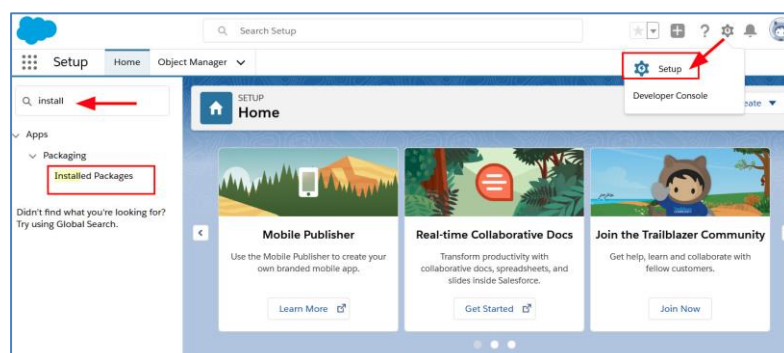 Search Setup
Setup
Home
Object Manager
Setup
Developer Console
install
SETUP
Home
Apps
Packaging
Installed Packages
Didn't find what you're looking for?
Try using Global Search.
Mobile Publisher
Use the Mobile Publisher to create your
own branded mobile app.
Learn More
Real-time Collaborative Docs
Transform productivity with
collaborative docs, spreadsheets, and
slides inside Salesforce.
Get Started
Join the Trailblazer Community
Get help, learn and collaborate with
fellow customers.
Join Now